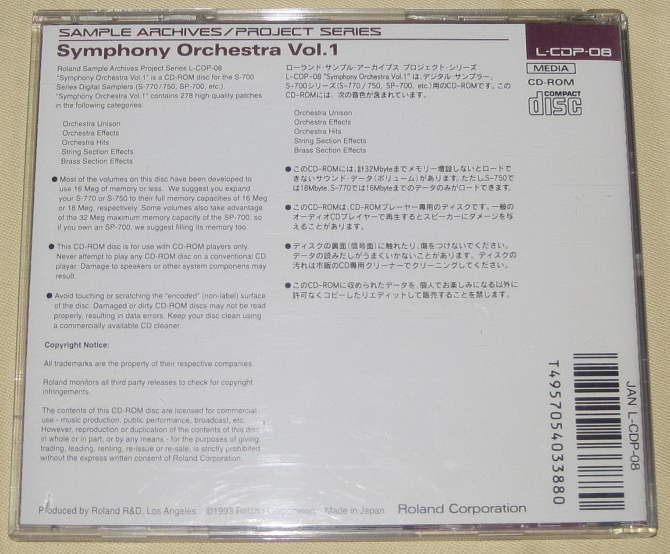 SAMPLE ARCHIVES/PROJECT SERIES
Symphony Orchestra Vol.1
L-CDP-08
MEDIA
CD-ROM
COMPACT
disc
Roland Sample Archives Project Series L-CDP-08
"Symphony Orchestra Vol.1" is a CD-ROM disc for the S-700
Series Digital Samplers (S-770/750, SP-700, etc.).
"Symphony Orchestra Vol.1" contains 278 high-quality patches
in the following categories:
Orchestra Unison
Orchestra Effects
Orchestra Hits
String Section Effects
Brass Section Effects
● Most of the volumes on this disc have been developed to
use 16 Meg of memory or less. We suggest you expand
your S-770 or S-750 to their full memory capacities of 16 Meg
or 18 Meg, respectively. Some volumes also take advantage
of the 32 Meg maximum memory capacity of the SP-700, so
if you own an SP-700, we suggest filling its memory too.
● This CD-ROM disc is for use with CD-ROM players only.
Never attempt to play any CD-ROM disc on a conventional CD
player. Damage to speakers or other system componens may
result.
● Avoid touching or scratching the "encoded" (non-label) surface
of the disc. Damaged or dirty CD-ROM discs may not be read
properly, resulting in data errors. Keep your disc clean using
a commercially available CD cleaner.
Copyright Notice:
All trademarks are the property of their respective companies.
Roland monitors all third party releases to check for copyright
infringements.
The contents of this CD-ROM disc are licensed for commercial
use - music production, public performance, broadcast, etc.
However, reproduction or duplication of the contents of this disc
in whole or in part, or by any means - for the purposes of giving,
trading, leading, renting, re-issue or re-sale, is strictly prohibited
without the express written consent of Roland Corporation.
ローランド・サンプル・アーカイブス プロジェクト・シリーズ
L-CDP-08 "Symphony Orchestra Vol.1" は、デジタル・サンプラー、
S-700シリーズ(S-770/750, SP-700, etc.)用のCD-ROMです。この
CD-ROMには、次の音色が含まれています。
Orchestra Unison
Orchestra Effects
Orchestra Hits
String Section Effects
Brass Section Effects
●このCD-ROMには、計32Mbyteまでメモリー増設しないとロードで
きないサウンド・データ(ボリューム)があります。ただし、S-750で
は18Mbyte、S-770では16Mbyteまでのデータのみがロードできます。
●このCD-ROMは、CD-ROMプレーヤー専用のディスクです。一般の
オーディオCDプレイヤーで再生するとスピーカーにダメージを与
えることがあります。
●ディスクの裏面(信号面)に触れたり、傷をつけないでください。
データの読みだしがうまくいかないことがあります。ディスクの
汚れは市販のCD専用クリーナーでクリーニングしてください。
●このCD-ROMに収められたデータを、個人でお楽しみになる以外に
許可なくコピーしたりエディットして販売することを禁じます。
JAN L-CDP-08
T4957054033880
Produced by Roland R&D, Los Angeles ©1993 Roland Corporation Made in Japan Roland Corporation